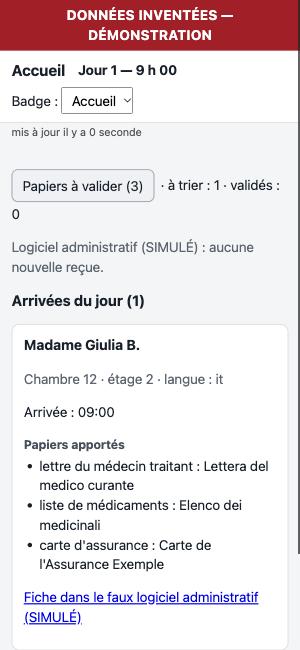 DONNÉES INVENTÉES —
DÉMONSTRATION
Accueil Jour 1 — 9 h 00
Badge : Accueil
mis à jour il y a 0 seconde
Papiers à valider (3) · à trier : 1 · validés :
0
Logiciel administratif (SIMULÉ) : aucune
nouvelle reçue.
Arrivées du jour (1)
Madame Giulia B.
Chambre 12 · étage 2 · langue : it
Arrivée : 09:00
Papiers apportés
• lettre du médecin traitant : Lettera del
medico curante
• liste de médicaments : Elenco dei
medicinali
• carte d'assurance : Carte de
l'Assurance Exemple
Fiche dans le faux logiciel administratif
(SIMULÉ)